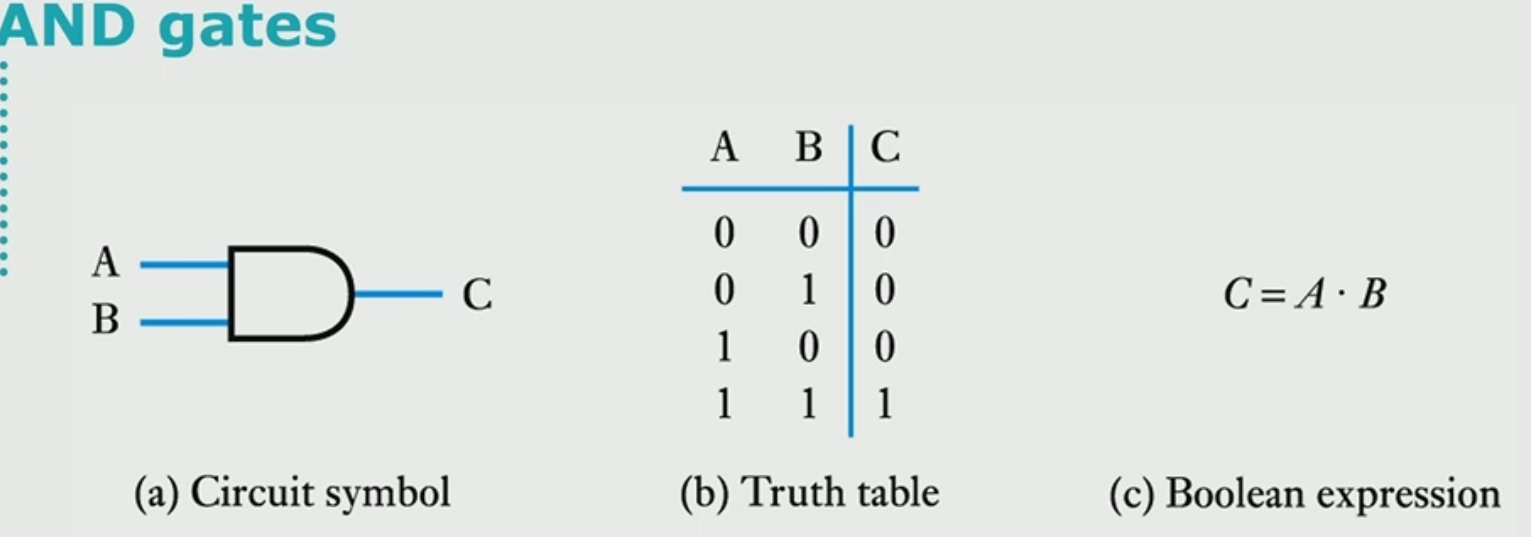 AND gates
A
B
C
A B C
0 0 0
0 1 0
1 0 0
1 1 1
C = A · B
(a) Circuit symbol
(b) Truth table
(c) Boolean expression